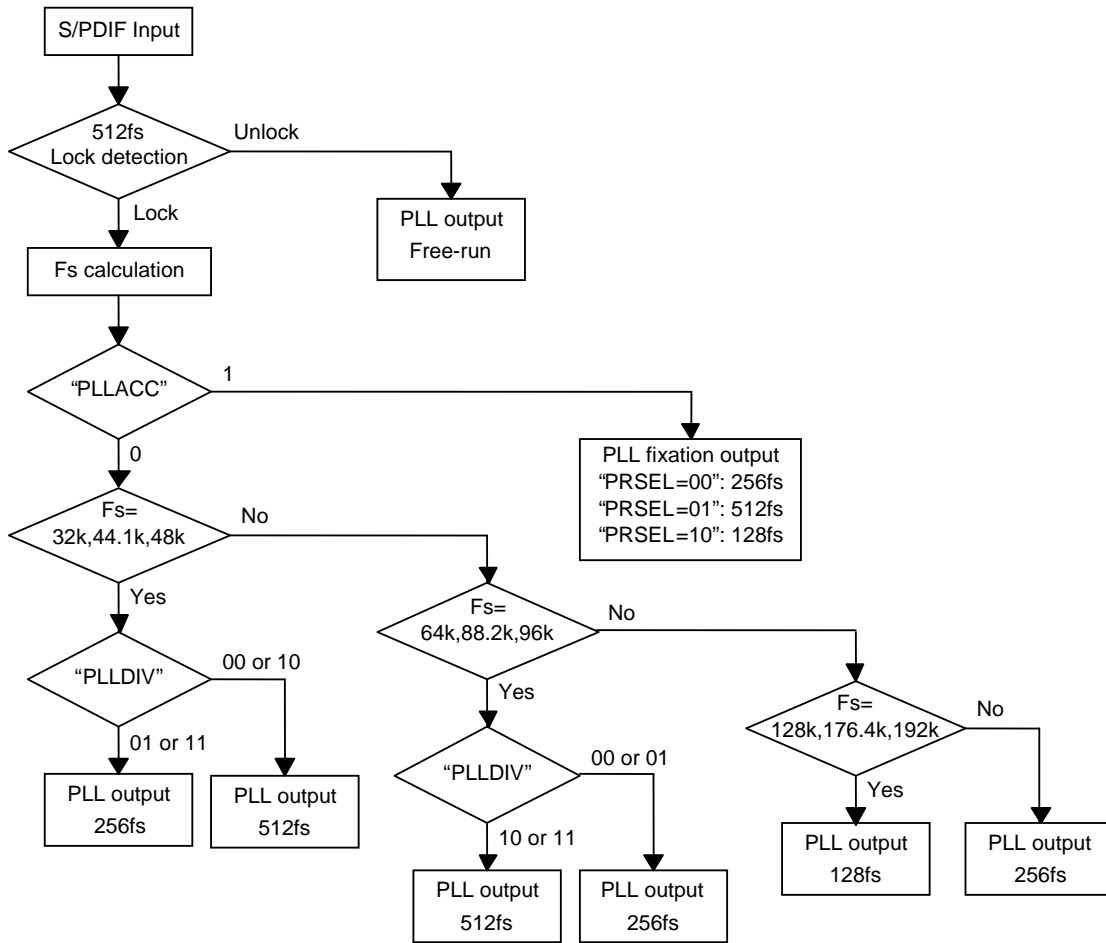 S/PDIF Input
512fs
Lock detection
Unlock
Lock
PLL output
Free-run
Fs calculation
“PLLACC”
1
0
PLL fixation output
“PRSEL=00”: 256fs
“PRSEL=01”: 512fs
“PRSEL=10”: 128fs
Fs=
32k,44.1k,48k
No
Yes
Fs=
64k,88.2k,96k
No
Yes
“PLLDIV”
00 or 10
01 or 11
PLL output
256fs
PLL output
512fs
“PLLDIV”
00 or 01
10 or 11
PLL output
512fs
PLL output
256fs
Fs=
128k,176.4k,192k
No
Yes
PLL output
128fs
PLL output
256fs